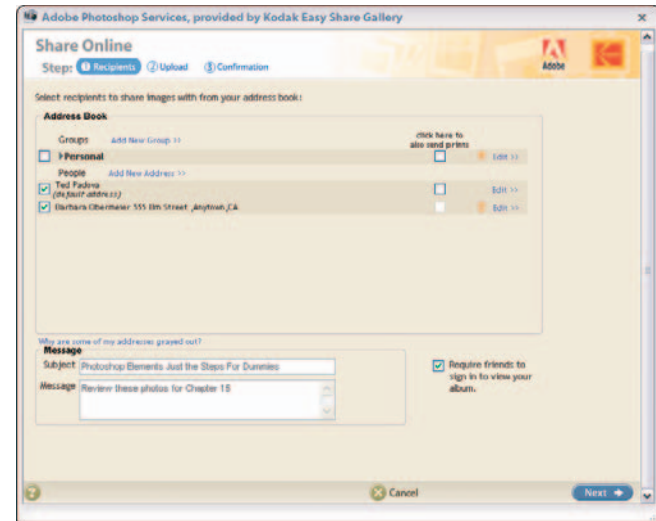 Adobe Photoshop Services, provided by Kodak Easy Share Gallery
Share Online
Adobe
Step: 1 Recipients 2 Upload 3 Confirmation
Select recipients to share images with from your address book:
Address Book
Groups Add New Group >>
click here to
also send prints
Personal Edit >>
People Add New Address >>
Ted Padova
(default address) Edit >>
Barbara Obermeier 555 Elm Street ,Anytown,CA Edit >>
Why are some of my addresses grayed out?
Message
Subject Photoshop Elements Just the Steps For Dummies
Message Review these photos for Chapter 15
Require friends to
sign in to view your
album.
? Cancel Next